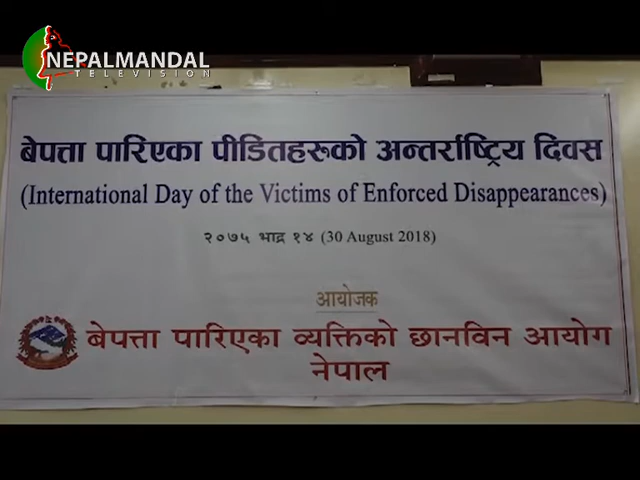 NEPALMANDAL
TELEVISION
बेपत्ता पारिएका पीडितहरूको अन्तर्राष्ट्रिय दिवस
(International Day of the Victims of Enforced Disappearances)
२०७५ भाद्र १४ (30 August 2018)
आयोजक
बेपत्ता पारिएका व्यक्तिको छानविन आयोग
नेपाल